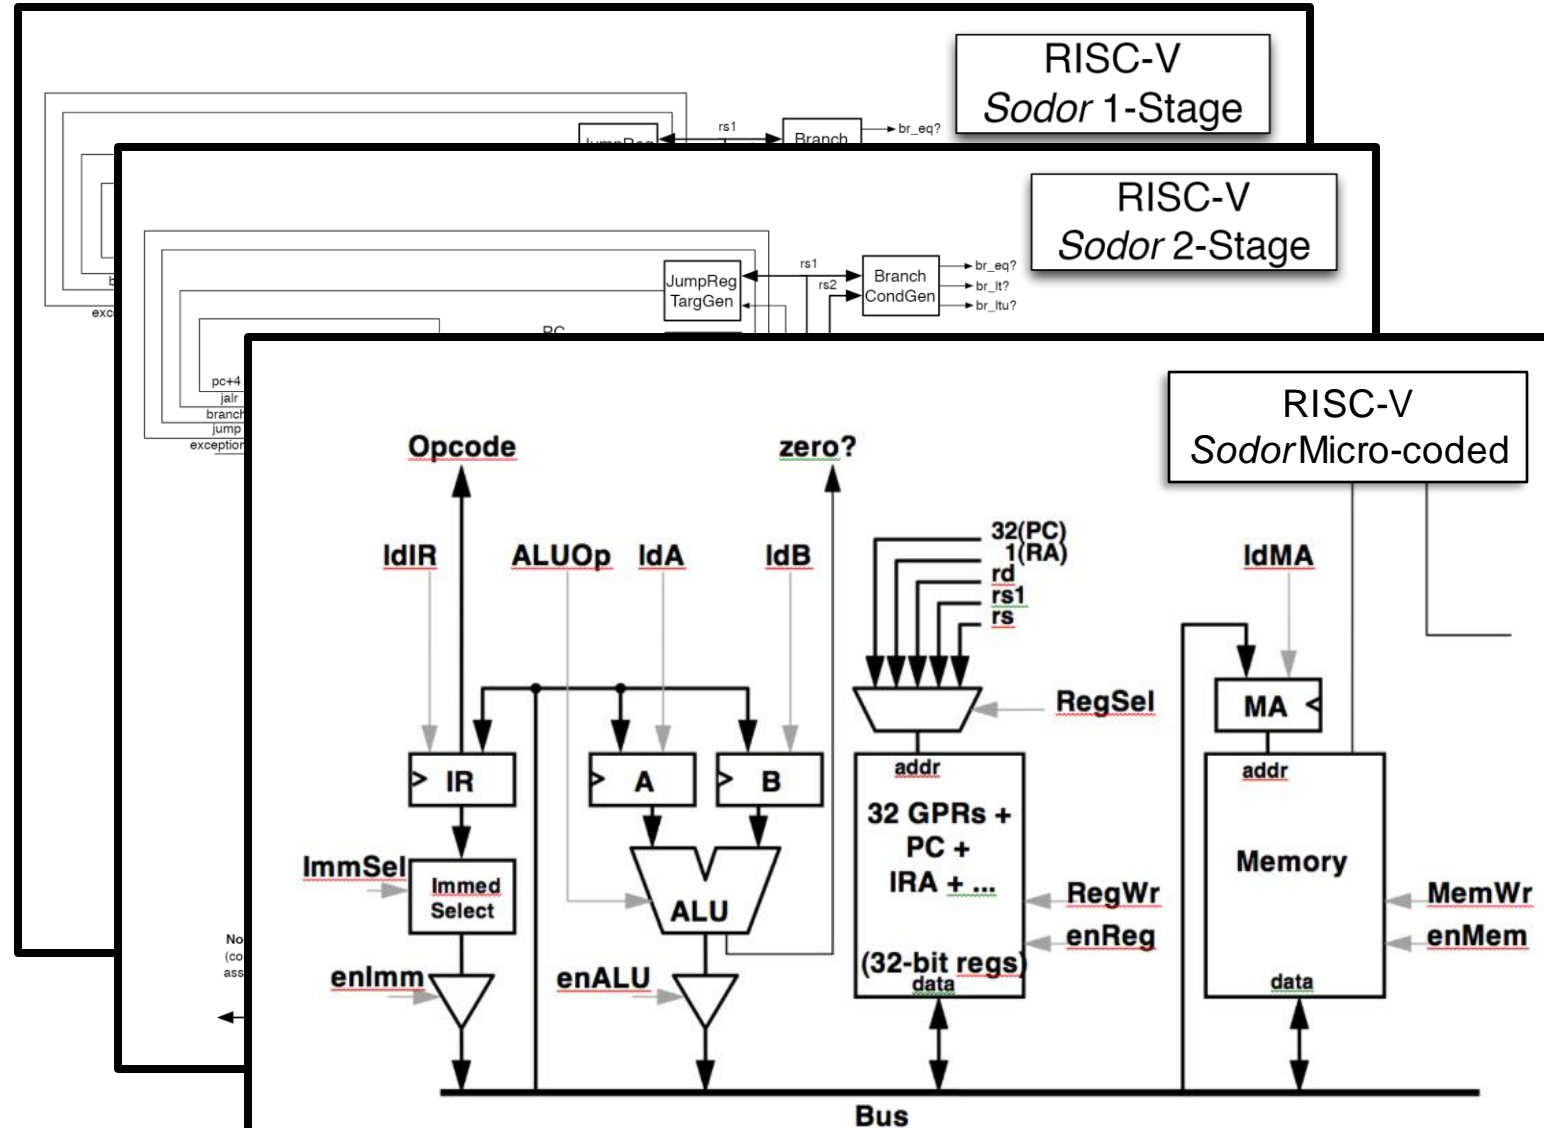 RISC-V
Sodor 1-Stage
rs1
Branch
br_eq?
RISC-V
Sodor 2-Stage
JumpReg
TargGen
rs1
rs2
Branch
CondGen
br_eq?
br_lt?
br_ltu?
pc+4
jalr
branch
jump
exception
RISC-V
SodorMicro-coded
Opcode
zero?
ldIR
ALUOp
ldA
ldB
32(PC)
1(RA)
rd
rs1
rs
ldMA
RegSel
MA
IR
A
B
addr
addr
32 GPRs +
PC +
IRA + ...
(32-bit regs)
data
Memory
data
ImmSel
Immed
Select
ALU
RegWr
enReg
MemWr
enMem
enImm
enALU
Bus